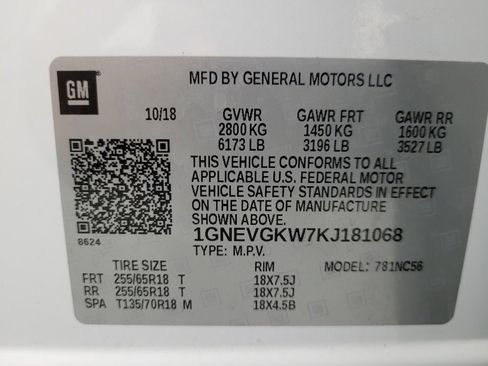 GM
MFD BY GENERAL MOTORS LLC
10/18 GVWR GAWR FRT GAWR RR
2800 KG 1450 KG 1600 KG
6173 LB 3196 LB 3527 LB
THIS VEHICLE CONFORMS TO ALL
APPLICABLE U.S. FEDERAL MOTOR
VEHICLE SAFETY STANDARDS IN EFFECT
ON THE DATE OF MANUFACTURE
SHOWN ABOVE.
8624
1GNEVGKW7KJ181068
TYPE: M.P.V.
TIRE SIZE RIM MODEL: 781NC56
FRT 255/65R18 T 18X7.5J
RR 255/65R18 T 18X7.5J
SPA T135/70R18 M 18X4.5B